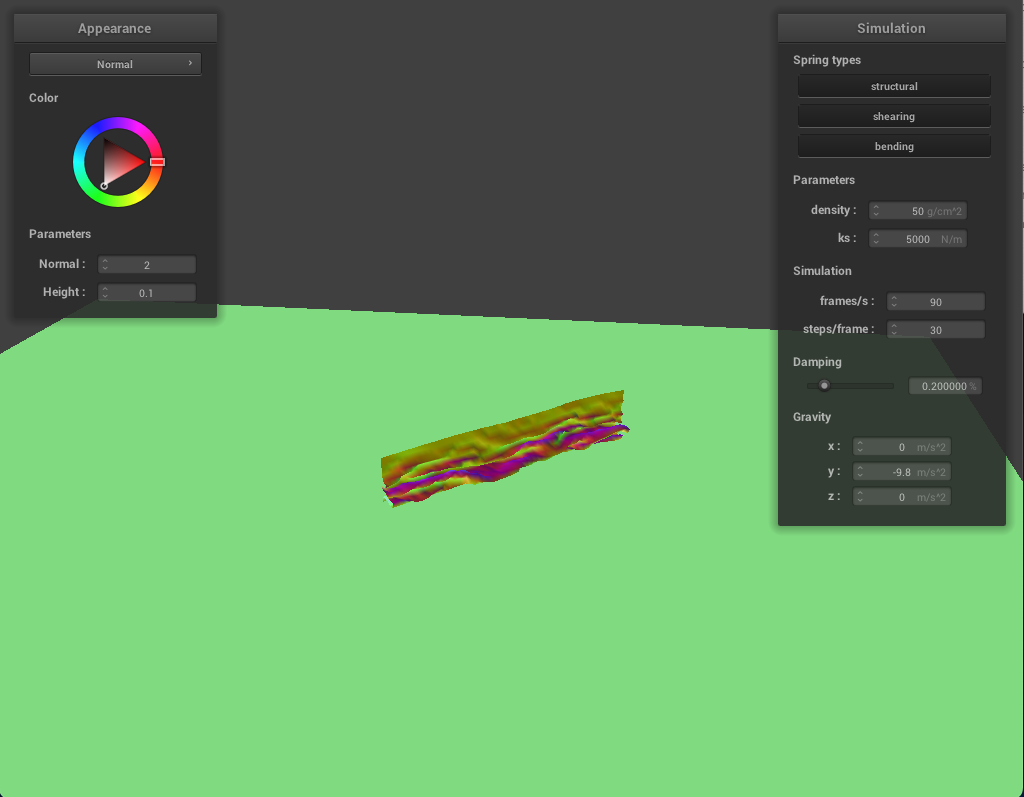 Appearance
Normal
Color
Parameters
Normal : 2
Height : 0.1
Simulation
Spring types
structural
shearing
bending
Parameters
density : 50 g/cm^2
ks : 5000 N/m
Simulation
frames/s : 90
steps/frame : 30
Damping
0.200000 %
Gravity
x : 0 m/s^2
y : -9.8 m/s^2
z : 0 m/s^2